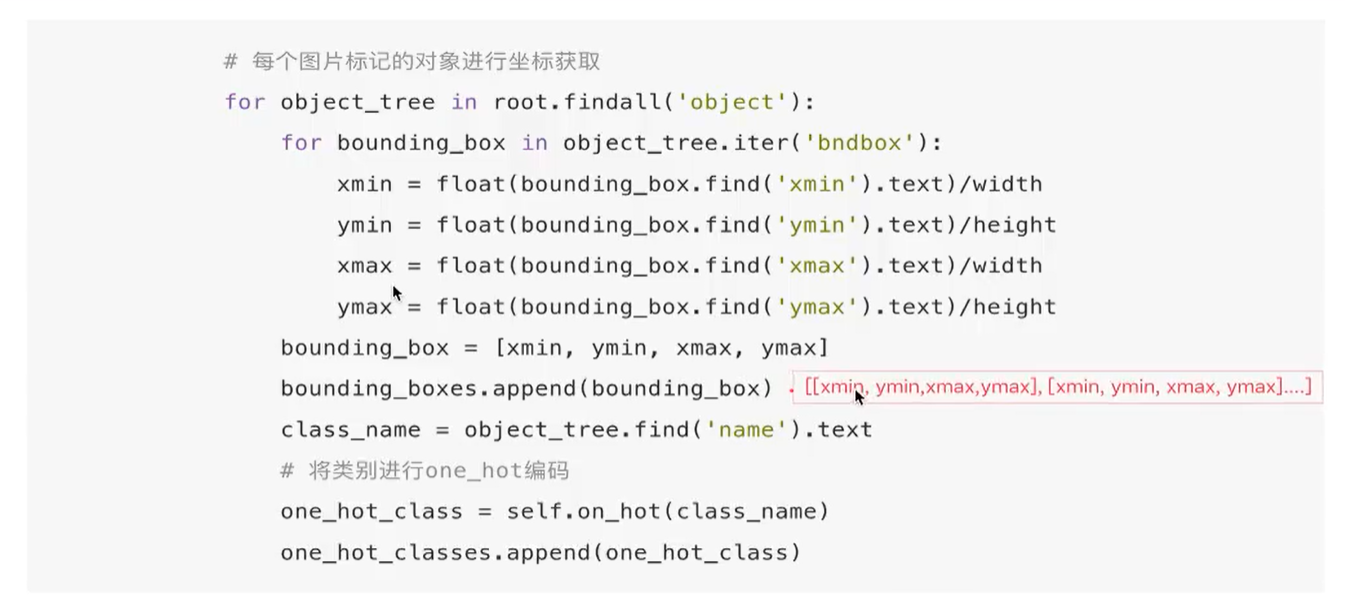 # 每个图片标记的对象进行坐标获取
for object_tree in root.findall('object'):
for bounding_box in object_tree.iter('bndbox'):
xmin = float(bounding_box.find('xmin').text)/width
ymin = float(bounding_box.find('ymin').text)/height
xmax = float(bounding_box.find('xmax').text)/width
ymax = float(bounding_box.find('ymax').text)/height
bounding_box = [xmin, ymin, xmax, ymax]
bounding_boxes.append(bounding_box) [[xmin, ymin,xmax,ymax], [xmin, ymin, xmax, ymax]....]
class_name = object_tree.find('name').text
# 将类别进行one_hot编码
one_hot_class = self.on_hot(class_name)
one_hot_classes.append(one_hot_class)